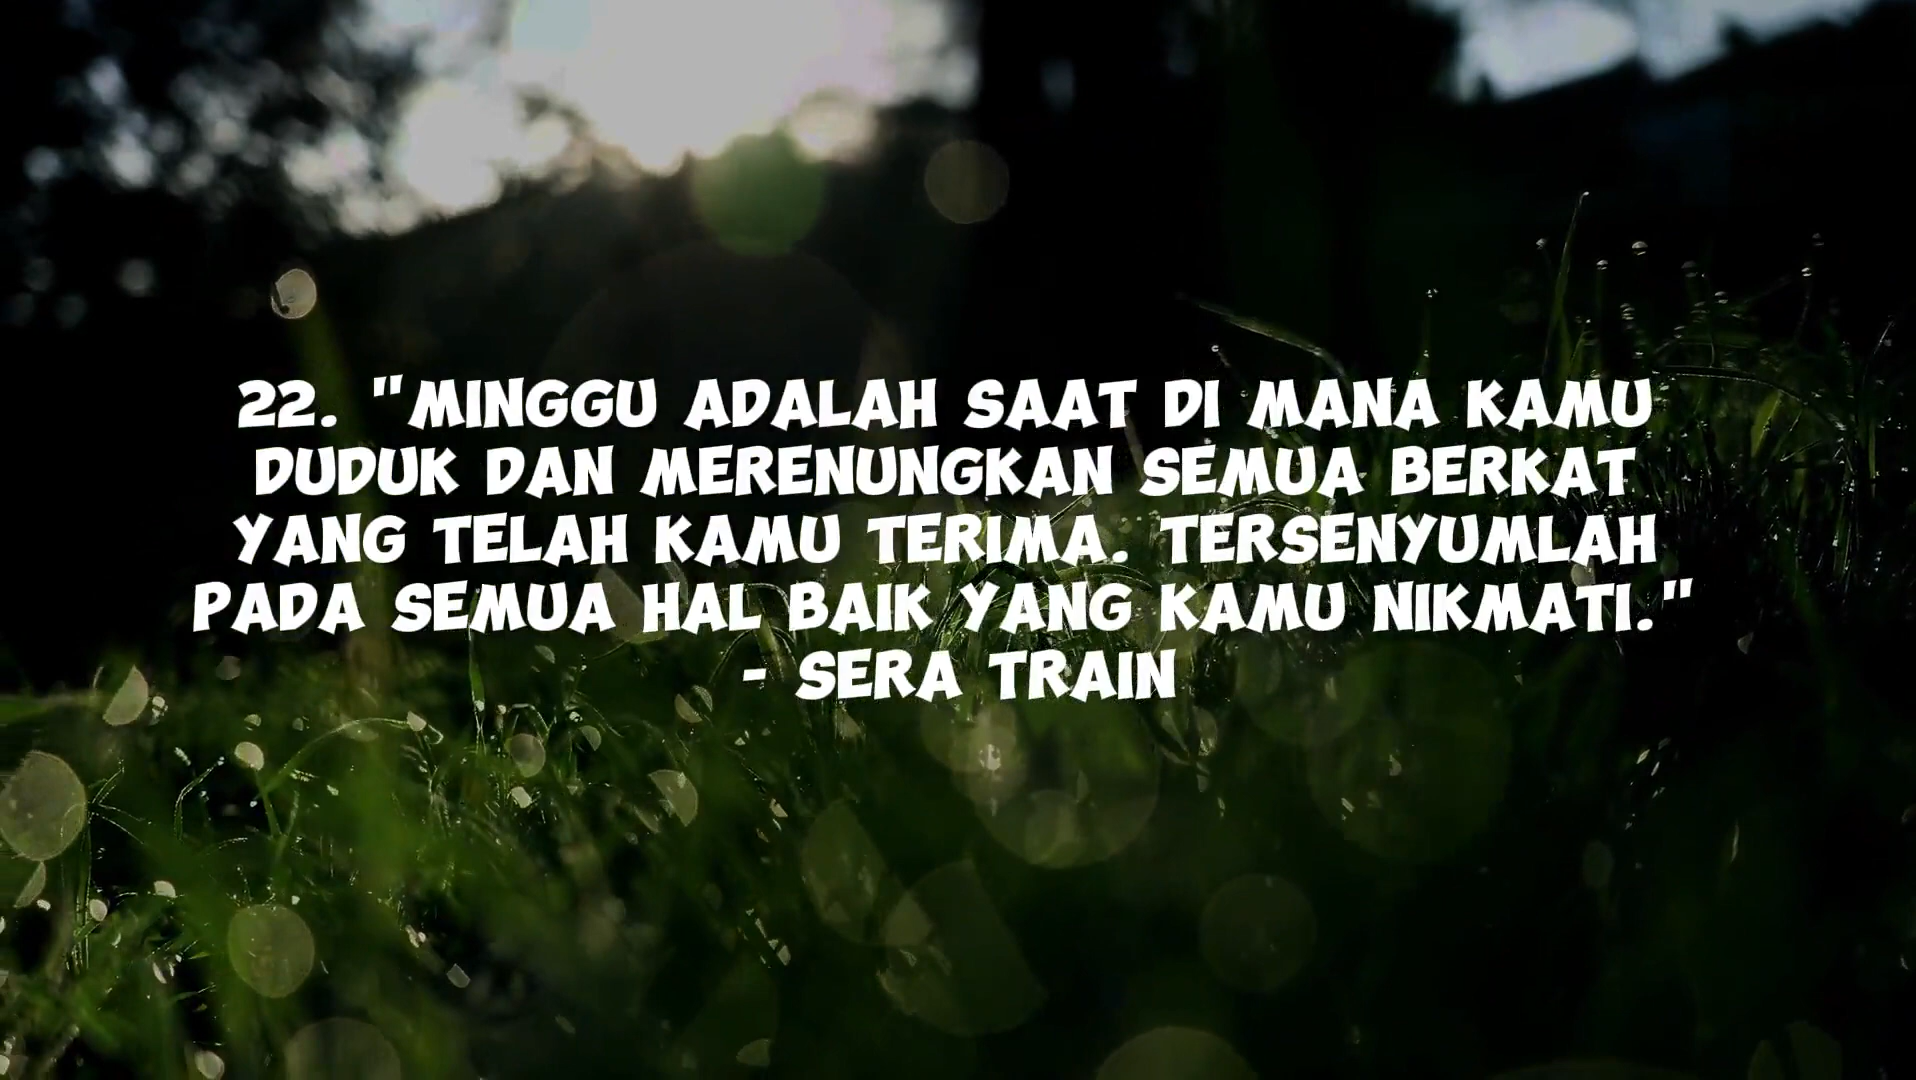 22. "MINGGU ADALAH SAAT DI MANA KAMU
DUDUK DAN MERENUNGKAN SEMUA BERKAT
YANG TELAH KAMU TERIMA. TERSENYUMLAH
PADA SEMUA HAL BAIK YANG KAMU NIKMATI."
- SERA TRAIN